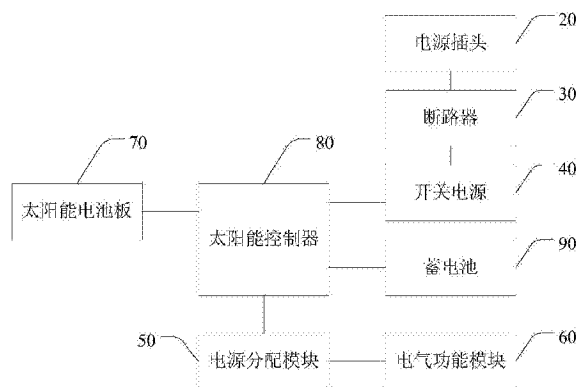 电源插头
20
断路器
30
70
80
开关电源
40
太阳能电池板
太阳能控制器
蓄电池
90
50
电源分配模块
电气功能模块
60